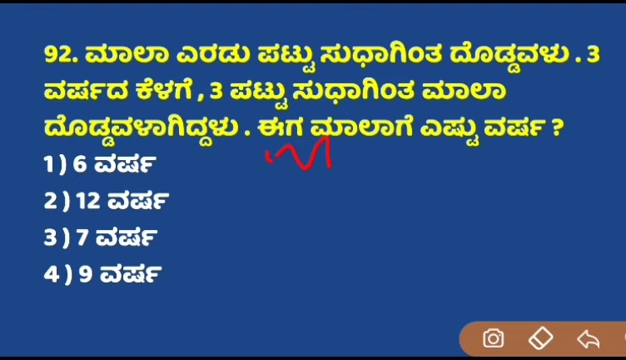 92. ಮಾಲಾ ಎರಡು ಪಟ್ಟು ಸುಧಾಗಿಂತ ದೊಡ್ಡವಳು . 3
ವರ್ಷದ ಕೆಳಗೆ , 3 ಪಟ್ಟು ಸುಧಾಗಿಂತ ಮಾಲಾ
ದೊಡ್ಡವಳಾಗಿದ್ದಳು . ಈಗ ಮಾಲಾಗೆ ಎಷ್ಟು ವರ್ಷ ?
1 ) 6 ವರ್ಷ
2 ) 12 ವರ್ಷ
3 ) 7 ವರ್ಷ
4 ) 9 ವರ್ಷ